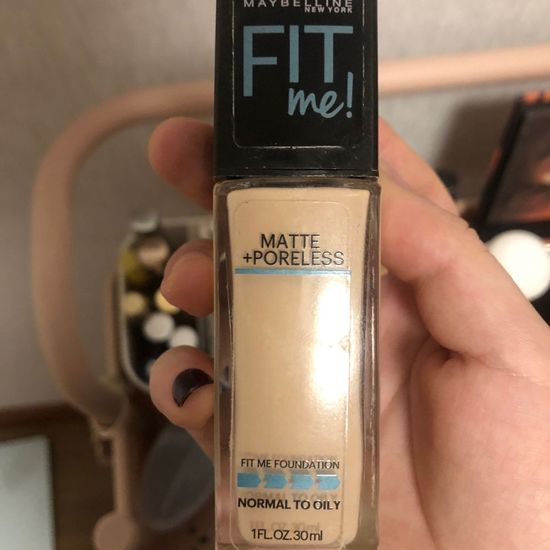 MAYBELLINE
NEW YORK
FIT
me!
MATTE
+PORELESS
FIT ME FOUNDATION
NORMAL TO OILY
1FL.OZ.30ml